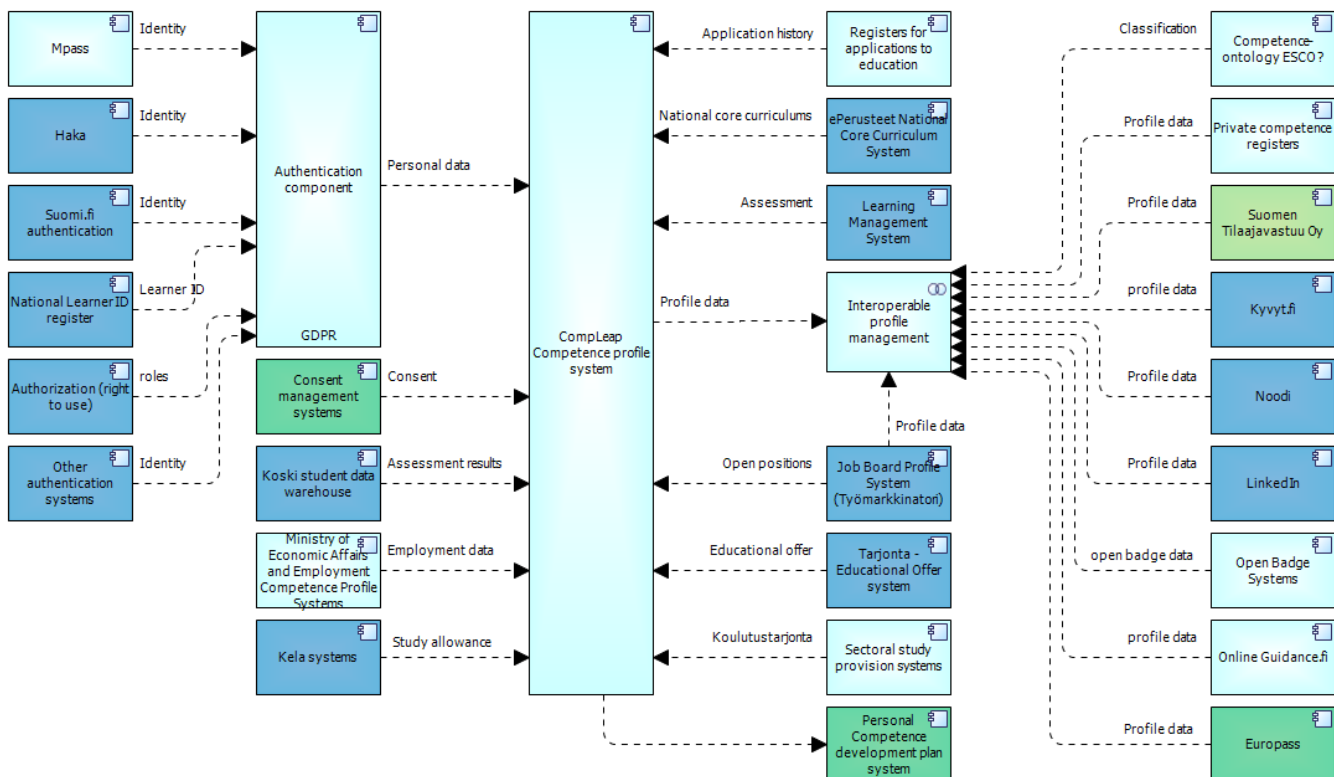 Mpass
Identity
Haka
Identity
Suomi.fi
authentication
Identity
National Learner ID
register
Learner ID
Authorization (right
to use)
roles
Other
authentication
systems
Identity
Authentication
component
GDPR
Personal data
Consent
management
systems
Consent
Koski student data
warehouse
Assessment results
Ministry of
Economic Affairs
and Employment
Competence Profile
Systems
Employment data
Kela systems
Study allowance
CompLeap
Competence profile
system
Application history
Registers for
applications to
education
National core curriculums
ePerusteet National
Core Curriculum
System
Assessment
Learning
Management
System
Profile data
Interoperable
profile
management
Profile data
Open positions
Job Board Profile
System
(Työmarkkinatori)
Educational offer
Tarjonta -
Educational Offer
system
Koulutustarjonta
Sectoral study
provision systems
Personal
Competence
development plan
system
Classification
Competence-
ontology ESCO?
Profile data
Private competence
registers
Profile data
Suomen
Tilaajavastuu Oy
profile data
Kyvyt.fi
Profile data
Noodi
Profile data
LinkedIn
open badge data
Open Badge
Systems
profile data
Online Guidance.fi
Profile data
Europass